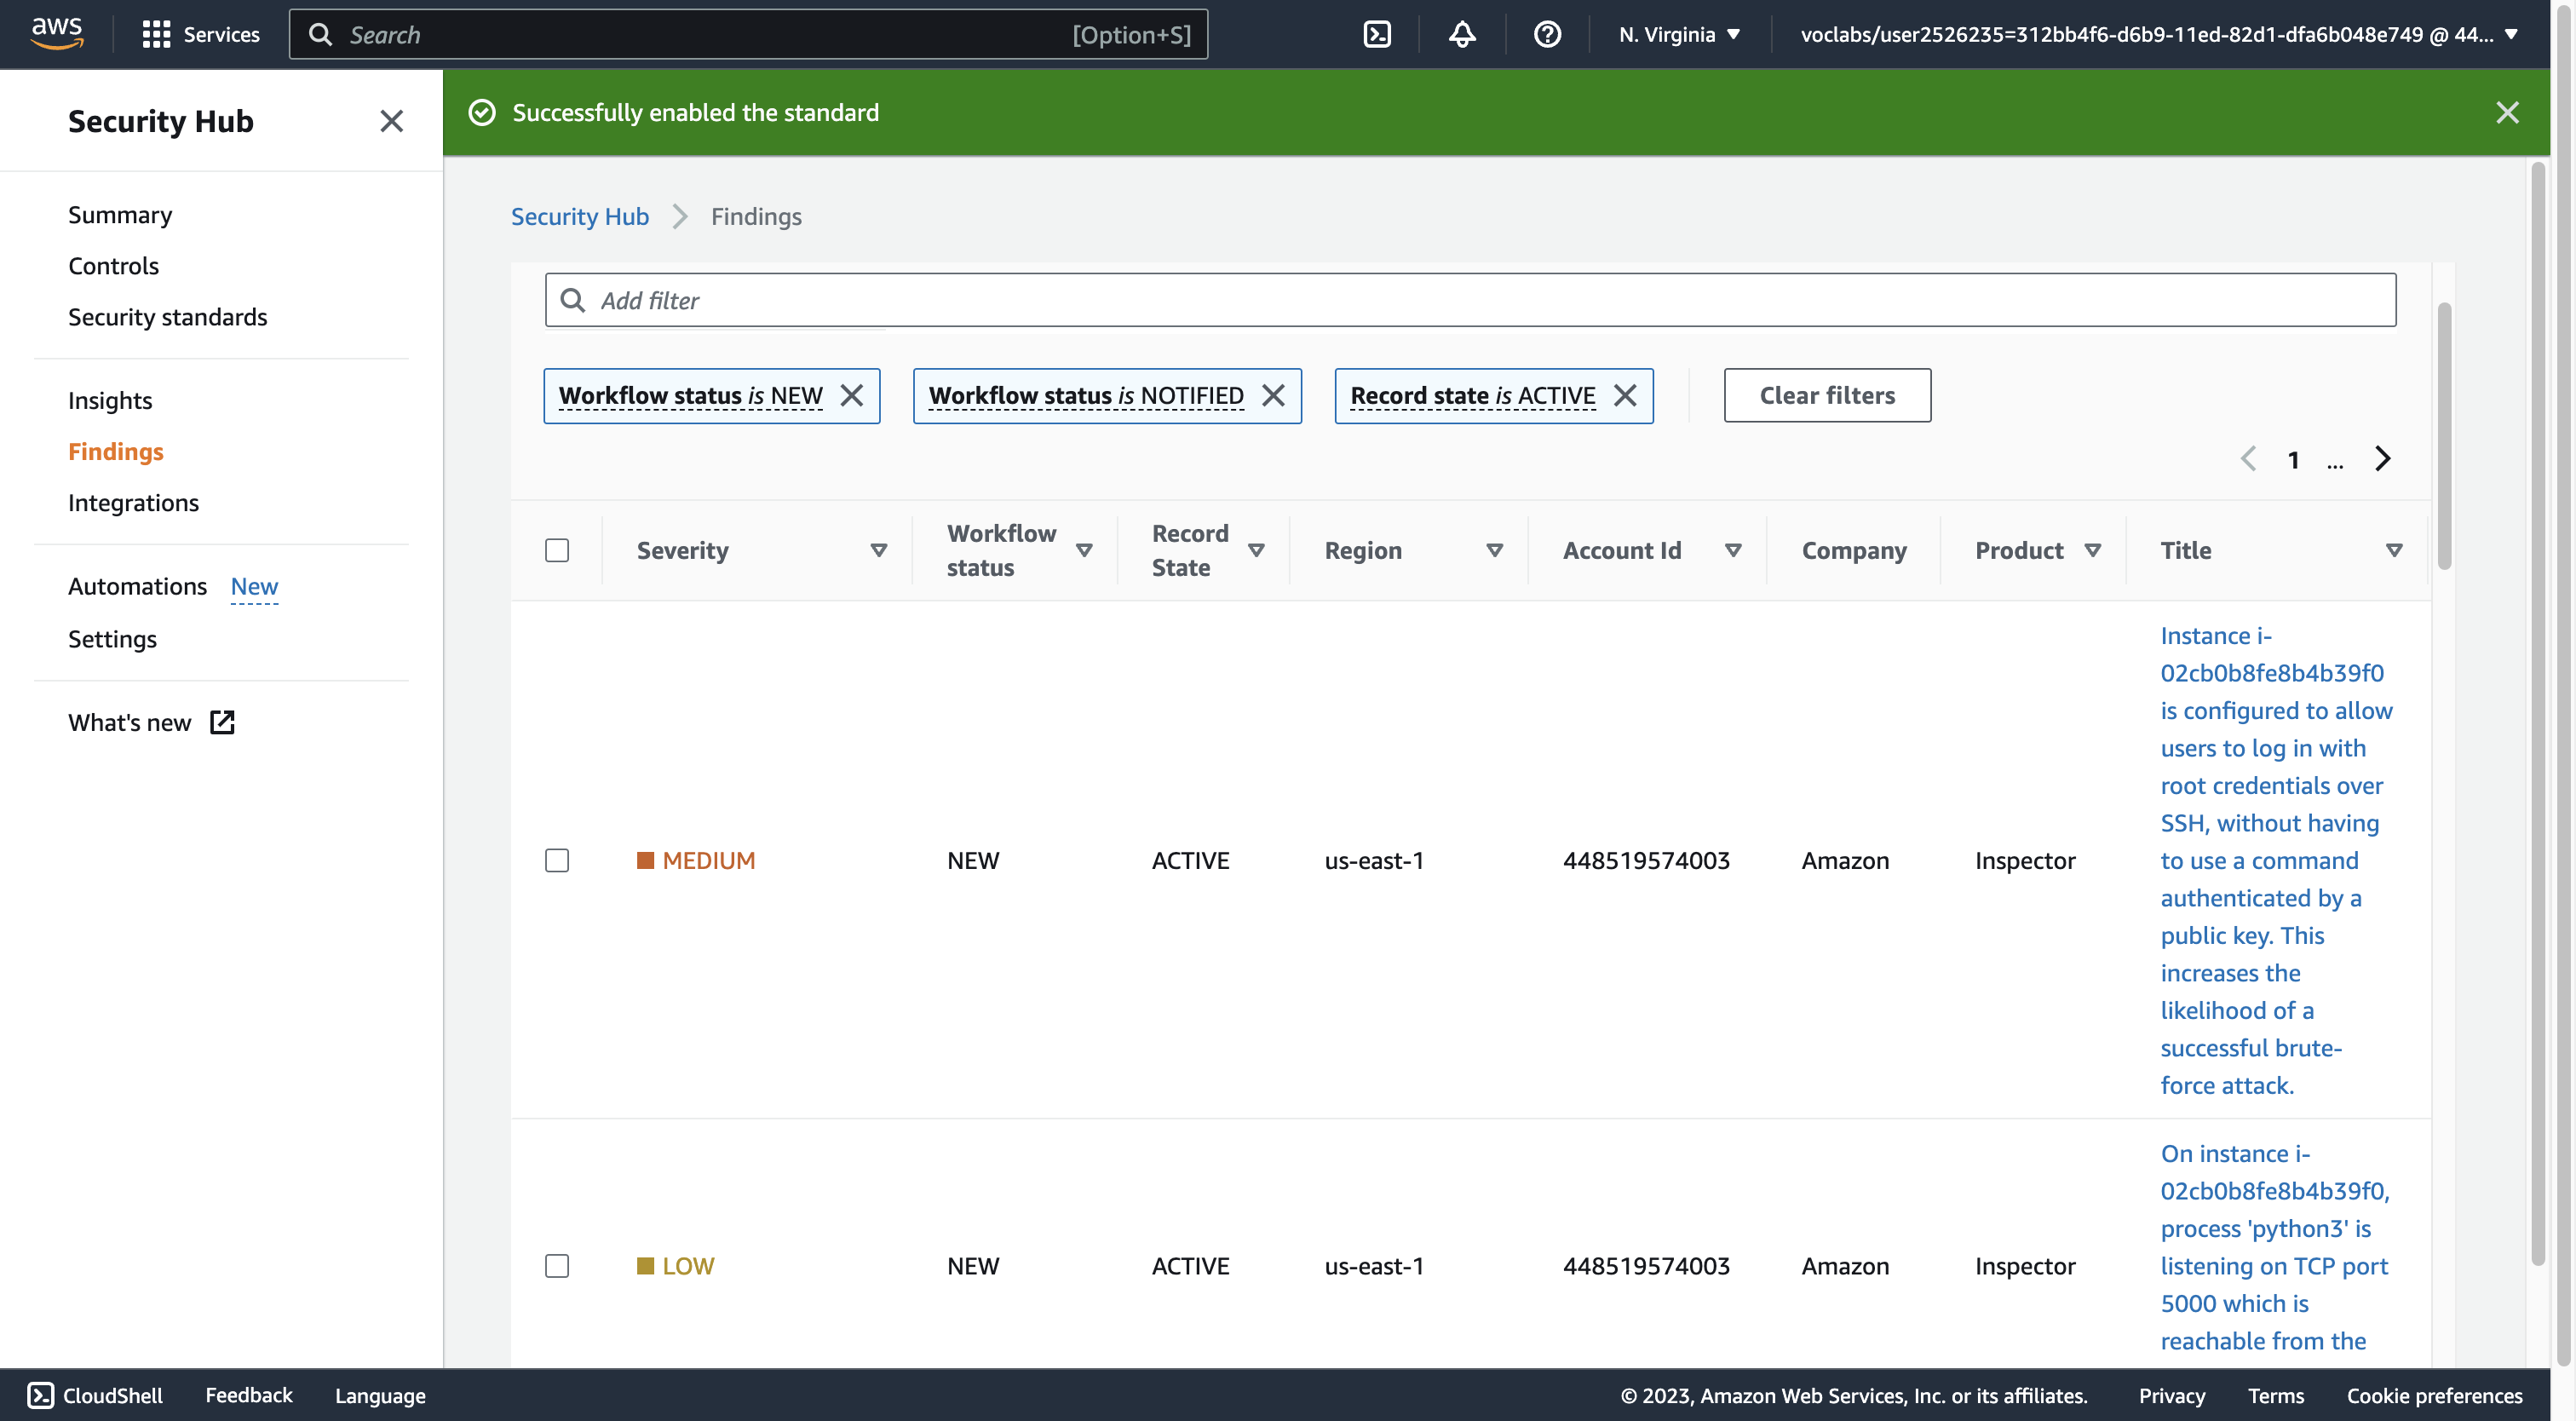 aws
Services
Search
[Option+S]
N. Virginia
voclabs/user2526235=312bb4f6-d6b9-11ed-82d1-dfa6b048e749 @ 44...
Security Hub
Successfully enabled the standard
Summary
Controls
Security standards
Insights
Findings
Integrations
Automations New
Settings
What's new
Security Hub
Findings
Add filter
Workflow status is NEW
Workflow status is NOTIFIED
Record state is ACTIVE
Clear filters
1 ...
Severity
Workflow
status
Record
State
Region
Account Id
Company
Product
Title
MEDIUM
NEW
ACTIVE
us-east-1
448519574003
Amazon
Inspector
Instance i-
02cb0b8fe8b4b39f0
is configured to allow
users to log in with
root credentials over
SSH, without having
to use a command
authenticated by a
public key. This
increases the
likelihood of a
successful brute-
force attack.
LOW
NEW
ACTIVE
us-east-1
448519574003
Amazon
Inspector
On instance i-
02cb0b8fe8b4b39f0,
process 'python3' is
listening on TCP port
5000 which is
reachable from the
CloudShell
Feedback
Language
© 2023, Amazon Web Services, Inc. or its affiliates.
Privacy
Terms
Cookie preferences